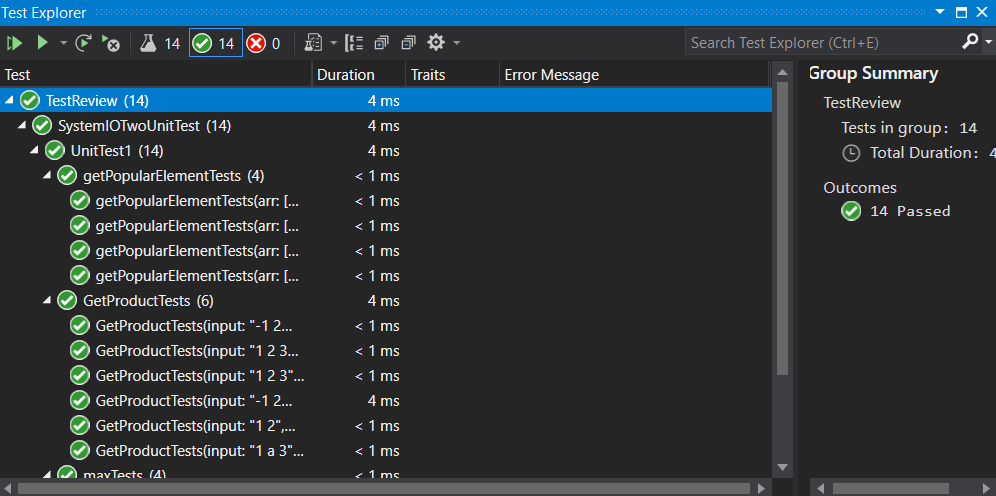 Test Explorer
14 14 0 Search Test Explorer (Ctrl+E)
Test Duration Traits Error Message
TestReview (14) 4 ms
SystemIOTwoUnitTest (14) 4 ms
UnitTest1 (14) 4 ms
getPopularElementTests (4) < 1 ms
getPopularElementTests(arr: [... < 1 ms
getPopularElementTests(arr: [... < 1 ms
getPopularElementTests(arr: [... < 1 ms
getPopularElementTests(arr: [... < 1 ms
GetProductTests (6) 4 ms
GetProductTests(input: "-1 2... < 1 ms
GetProductTests(input: "1 2 3... < 1 ms
GetProductTests(input: "1 2 3"... < 1 ms
GetProductTests(input: "-1 2... 4 ms
GetProductTests(input: "1 2",... < 1 ms
GetProductTests(input: "1 a 3"... < 1 ms
maxTests (4) < 1 ms
Group Summary
TestReview
Tests in group: 14
Total Duration: 4
Outcomes
14 Passed